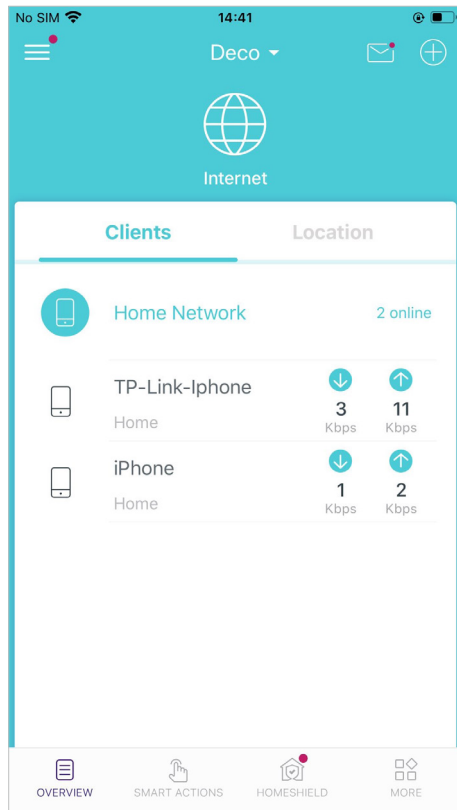 No SIM 14:41
Deco
Internet
Clients Location
Home Network 2 online
TP-Link-Iphone
Home
3 11
Kbps Kbps
iPhone
Home
1 2
Kbps Kbps
OVERVIEW SMART ACTIONS HOMESHIELD MORE